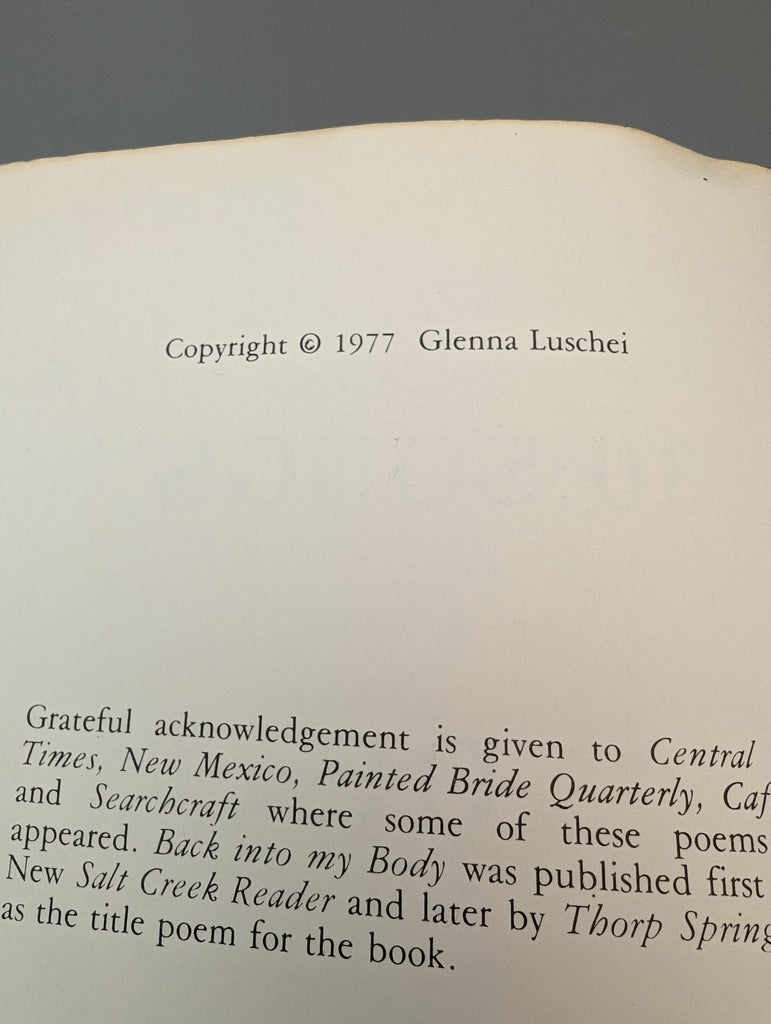 Copyright © 1977 Glenna Luschei
Grateful acknowledgement is given to Central
Times, New Mexico, Painted Bride Quarterly, Caf
and Searchcraft where some of these poems
appeared. Back into my Body was published first
New Salt Creek Reader and later by Thorp Spring
as the title poem for the book.